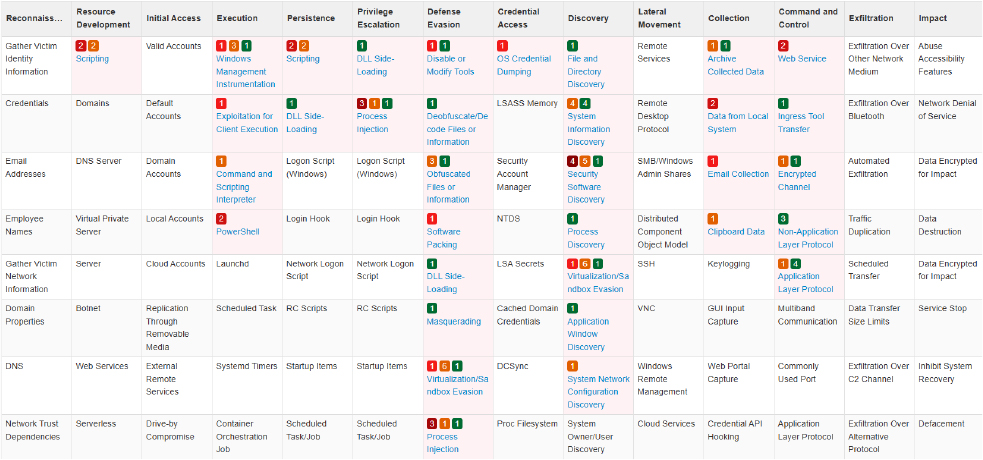 Reconnaiss...
Resource
Development
Initial Access
Execution
Persistence
Privilege
Escalation
Defense
Evasion
Credential
Access
Discovery
Lateral
Movement
Collection
Command and
Control
Exfiltration
Impact
Gather Victim
Identity
Information
2 2
Scripting
Valid Accounts
1 3 1
Windows
Management
Instrumentation
2 2
Scripting
1
DLL Side-
Loading
1 1
Disable or
Modify Tools
1
OS Credential
Dumping
1
File and
Directory
Discovery
Remote
Services
1 1
Archive
Collected Data
2
Web Service
Exfiltration Over
Other Network
Medium
Abuse
Accessibility
Features
Credentials
Domains
Default
Accounts
1
Exploitation for
Client Execution
1
DLL Side-
Loading
3 1 1
Process
Injection
1
Deobfuscate/De
code Files or
Information
LSASS Memory
4 4
System
Information
Discovery
Remote
Desktop
Protocol
2
Data from Local
System
1
Ingress Tool
Transfer
Exfiltration Over
Bluetooth
Network Denial
of Service
Email
Addresses
DNS Server
Domain
Accounts
1
Command and
Scripting
Interpreter
Logon Script
(Windows)
Logon Script
(Windows)
3 1
Obfuscated
Files or
Information
Security
Account
Manager
4 5 1
Security
Software
Discovery
SMB/Windows
Admin Shares
1
Email Collection
1 1
Encrypted
Channel
Automated
Exfiltration
Data Encrypted
for Impact
Employee
Names
Virtual Private
Server
Local Accounts
2
PowerShell
Login Hook
Login Hook
1
Software
Packing
NTDS
1
Process
Discovery
Distributed
Component
Object Model
1
Clipboard Data
3
Non-Application
Layer Protocol
Traffic
Duplication
Data
Destruction
Gather Victim
Network
Information
Server
Cloud Accounts
Launchd
Network Logon
Script
Network Logon
Script
1
DLL Side-
Loading
LSA Secrets
1 6 1
Virtualization/Sa
ndbox Evasion
SSH
Keylogging
1 4
Application
Layer Protocol
Scheduled
Transfer
Data Encrypted
for Impact
Domain
Properties
Botnet
Replication
Through
Removable
Media
Scheduled Task
RC Scripts
RC Scripts
1
Masquerading
Cached Domain
Credentials
1
Application
Window
Discovery
VNC
GUI Input
Capture
Multiband
Communication
Data Transfer
Size Limits
Service Stop
DNS
Web Services
External
Remote
Services
Systemd Timers
Startup Items
Startup Items
1 6 1
Virtualization/Sa
ndbox Evasion
DCSync
1
System Network
Configuration
Discovery
Windows
Remote
Management
Web Portal
Capture
Commonly
Used Port
Exfiltration Over
C2 Channel
Inhibit System
Recovery
Network Trust
Dependencies
Serverless
Drive-by
Compromise
Container
Orchestration
Job
Scheduled
Task/Job
Scheduled
Task/Job
3 1 1
Process
Injection
Proc Filesystem
System
Owner/User
Discovery
Cloud Services
Credential API
Hooking
Application
Layer Protocol
Exfiltration Over
Alternative
Protocol
Defacement